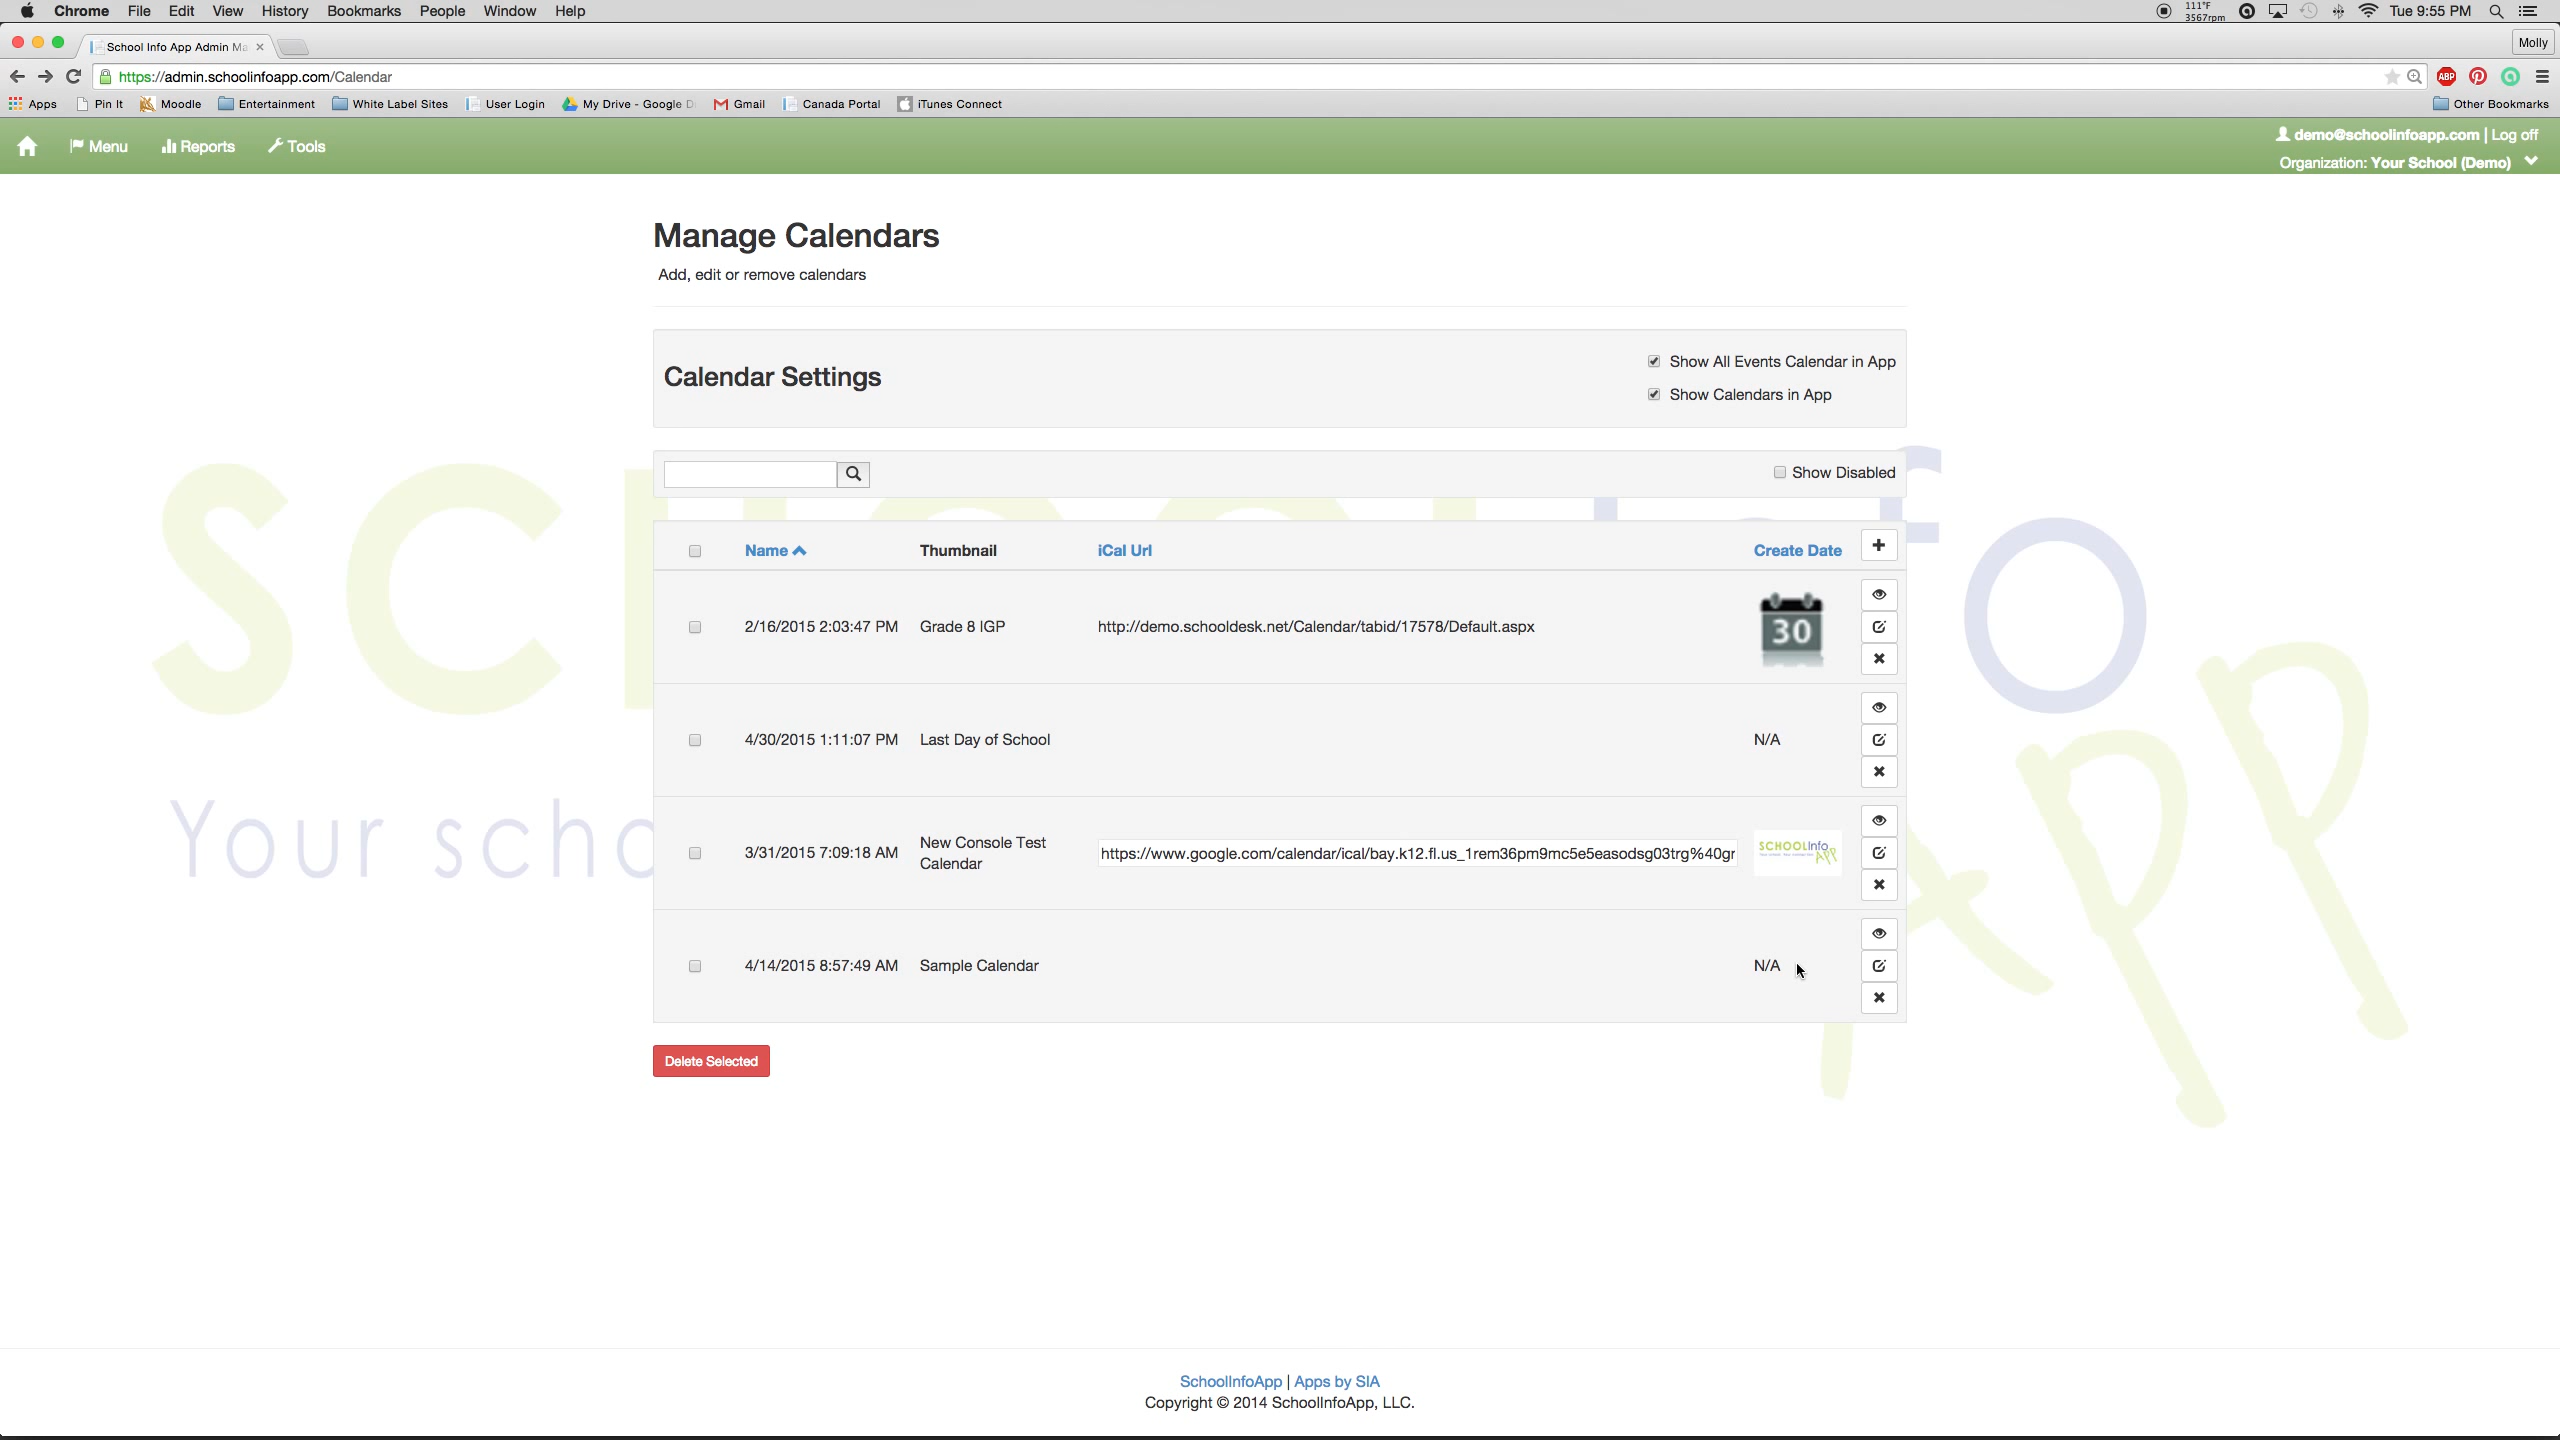 Chrome File Edit View History Bookmarks People Window Help
111°F
3567rpm
Tue 9:55 PM
School Info App Admin Ma
Molly
https://admin.schoolinfoapp.com/Calendar
ABP
Apps Pin It Moodle Entertainment White Label Sites User Login My Drive - Google D Gmail Canada Portal iTunes Connect Other Bookmarks
Menu Reports Tools
demo@schoolinfoapp.com | Log off
Organization: Your School (Demo)
Manage Calendars
Add, edit or remove calendars
Calendar Settings
Show All Events Calendar in App
Show Calendars in App
Show Disabled
Name Thumbnail iCal Url Create Date
2/16/2015 2:03:47 PM Grade 8 IGP http://demo.schooldesk.net/Calendar/tabid/17578/Default.aspx 30
4/30/2015 1:11:07 PM Last Day of School N/A
3/31/2015 7:09:18 AM New Console Test Calendar https://www.google.com/calendar/ical/bay.k12.fl.us_1rem36pm9mc5e5easodsg03trg%40gr SCHOOLInfo APP
4/14/2015 8:57:49 AM Sample Calendar N/A
Delete Selected
Your scho
APP
SchoolInfoApp | Apps by SIA
Copyright © 2014 SchoolInfoApp, LLC.